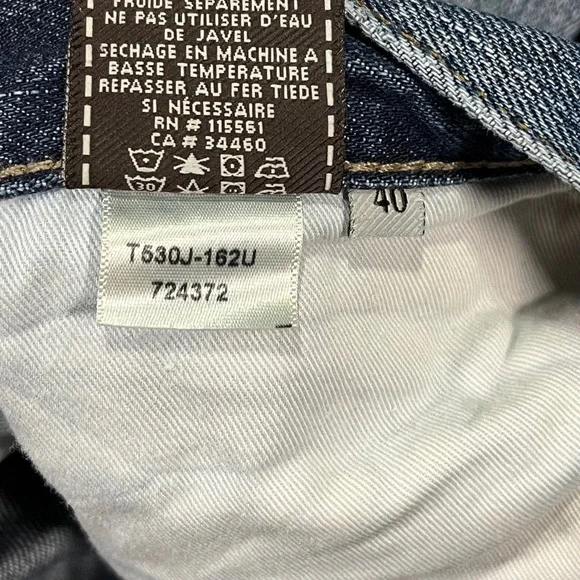 FROIDE SEPAREMENT
NE PAS UTILISER D'EAU
DE JAVEL
SECHAGE EN MACHINE A
BASSE TEMPERATURE
REPASSER AU FER TIEDE
SI NÉCESSAIRE
RN # 115561
CA # 34460
30
T530J-162U
724372
40